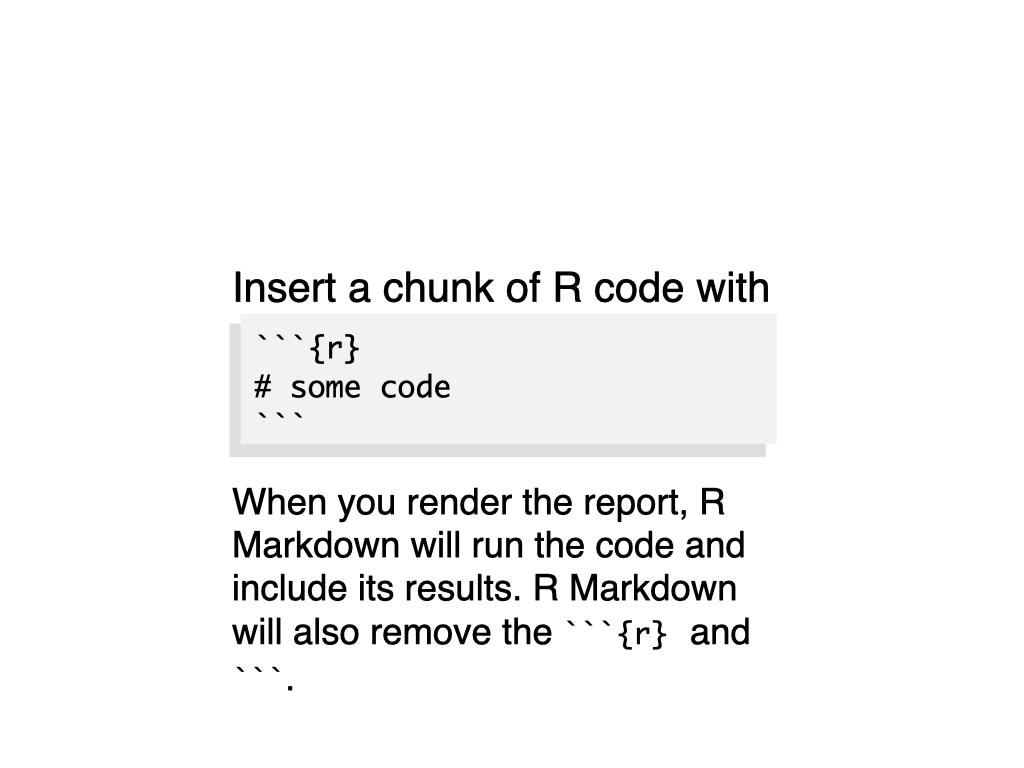 Insert a chunk of R code with
```{r}
# some code
```
When you render the report, R
Markdown will run the code and
include its results. R Markdown
will also remove the ```{r} and
```.